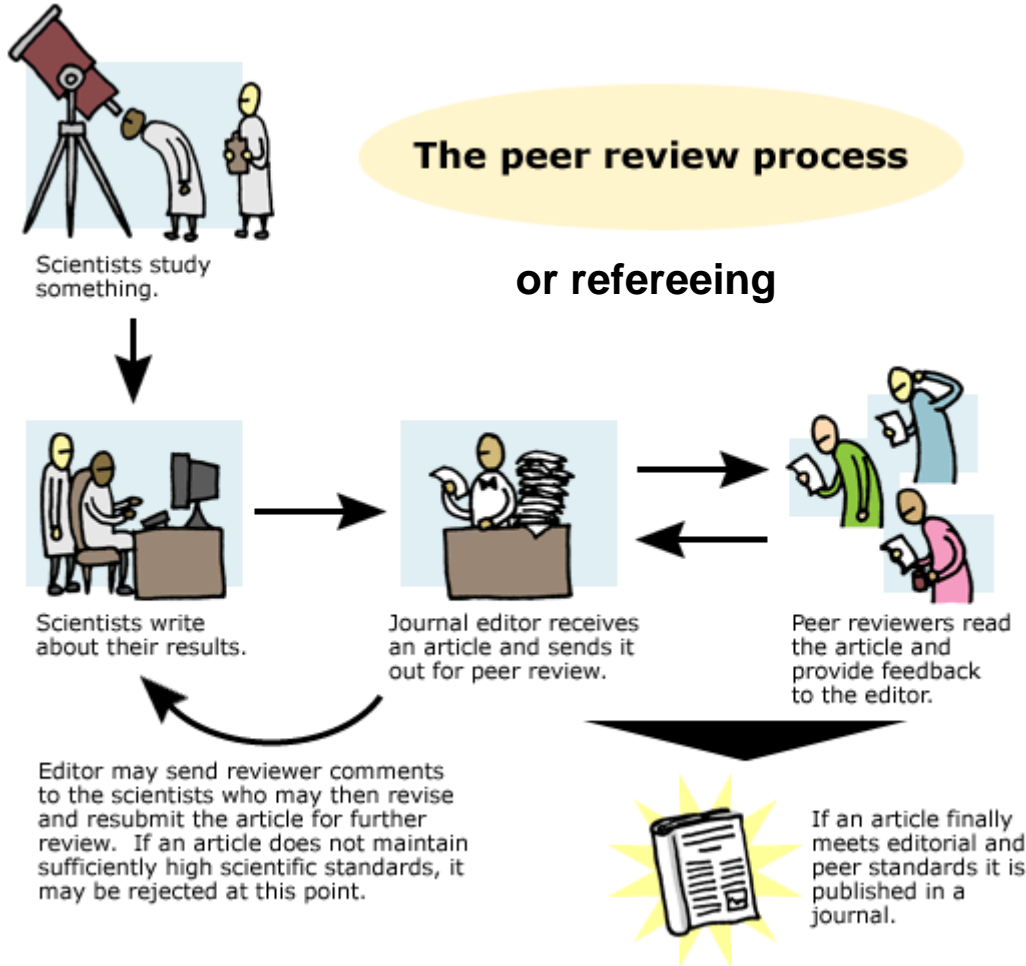 The peer review process
or refereeing
Scientists study
something.
Scientists write
about their results.
Journal editor receives
an article and sends it
out for peer review.
Peer reviewers read
the article and
provide feedback
to the editor.
Editor may send reviewer comments
to the scientists who may then revise
and resubmit the article for further
review.  If an article does not maintain
sufficiently high scientific standards, it
may be rejected at this point.
If an article finally
meets editorial and
peer standards it is
published in a
journal.